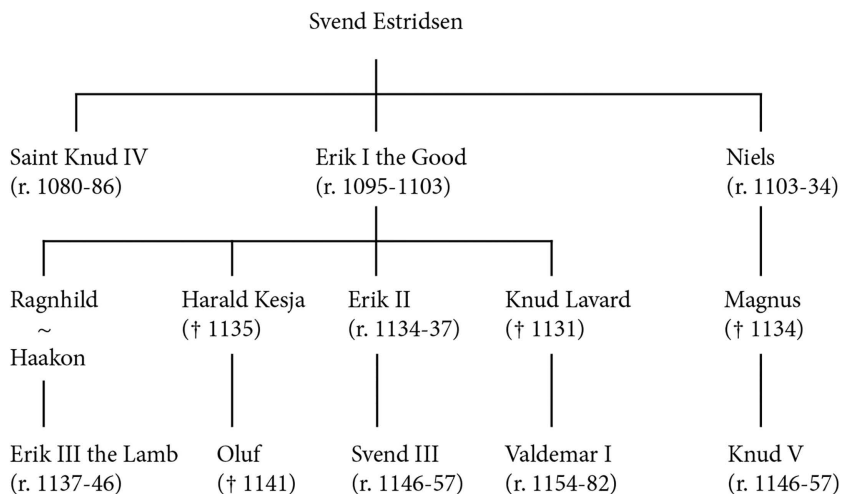 Svend Estridsen
Saint Knud IV
(r. 1080-86)
Erik I the Good
(r. 1095-1103)
Niels
(r. 1103-34)
Ragnhild
~
Haakon
Harald Kesja
(† 1135)
Erik II
(r. 1134-37)
Knud Lavard
(† 1131)
Magnus
(† 1134)
Erik III the Lamb
(r. 1137-46)
Oluf
(† 1141)
Svend III
(r. 1146-57)
Valdemar I
(r. 1154-82)
Knud V
(r. 1146-57)